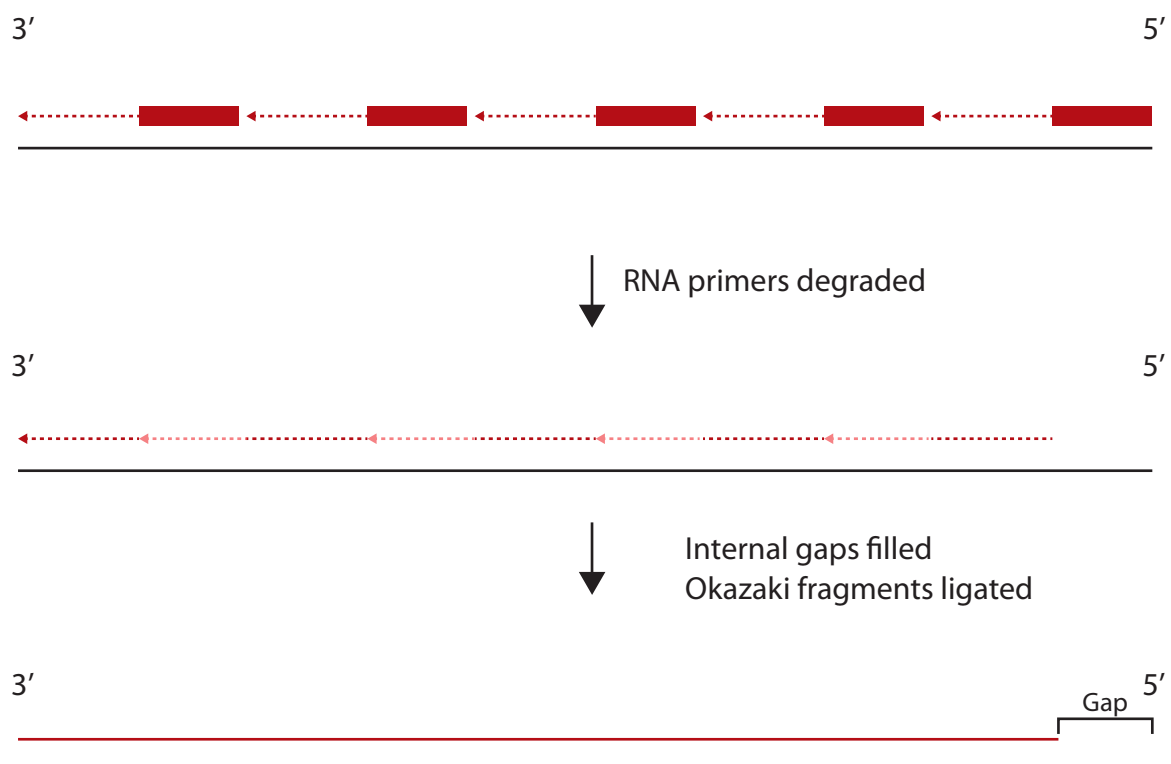 3′ 5′
RNA primers degraded
3′ 5′
Internal gaps filled
Okazaki fragments ligated
3′ 5′
Gap